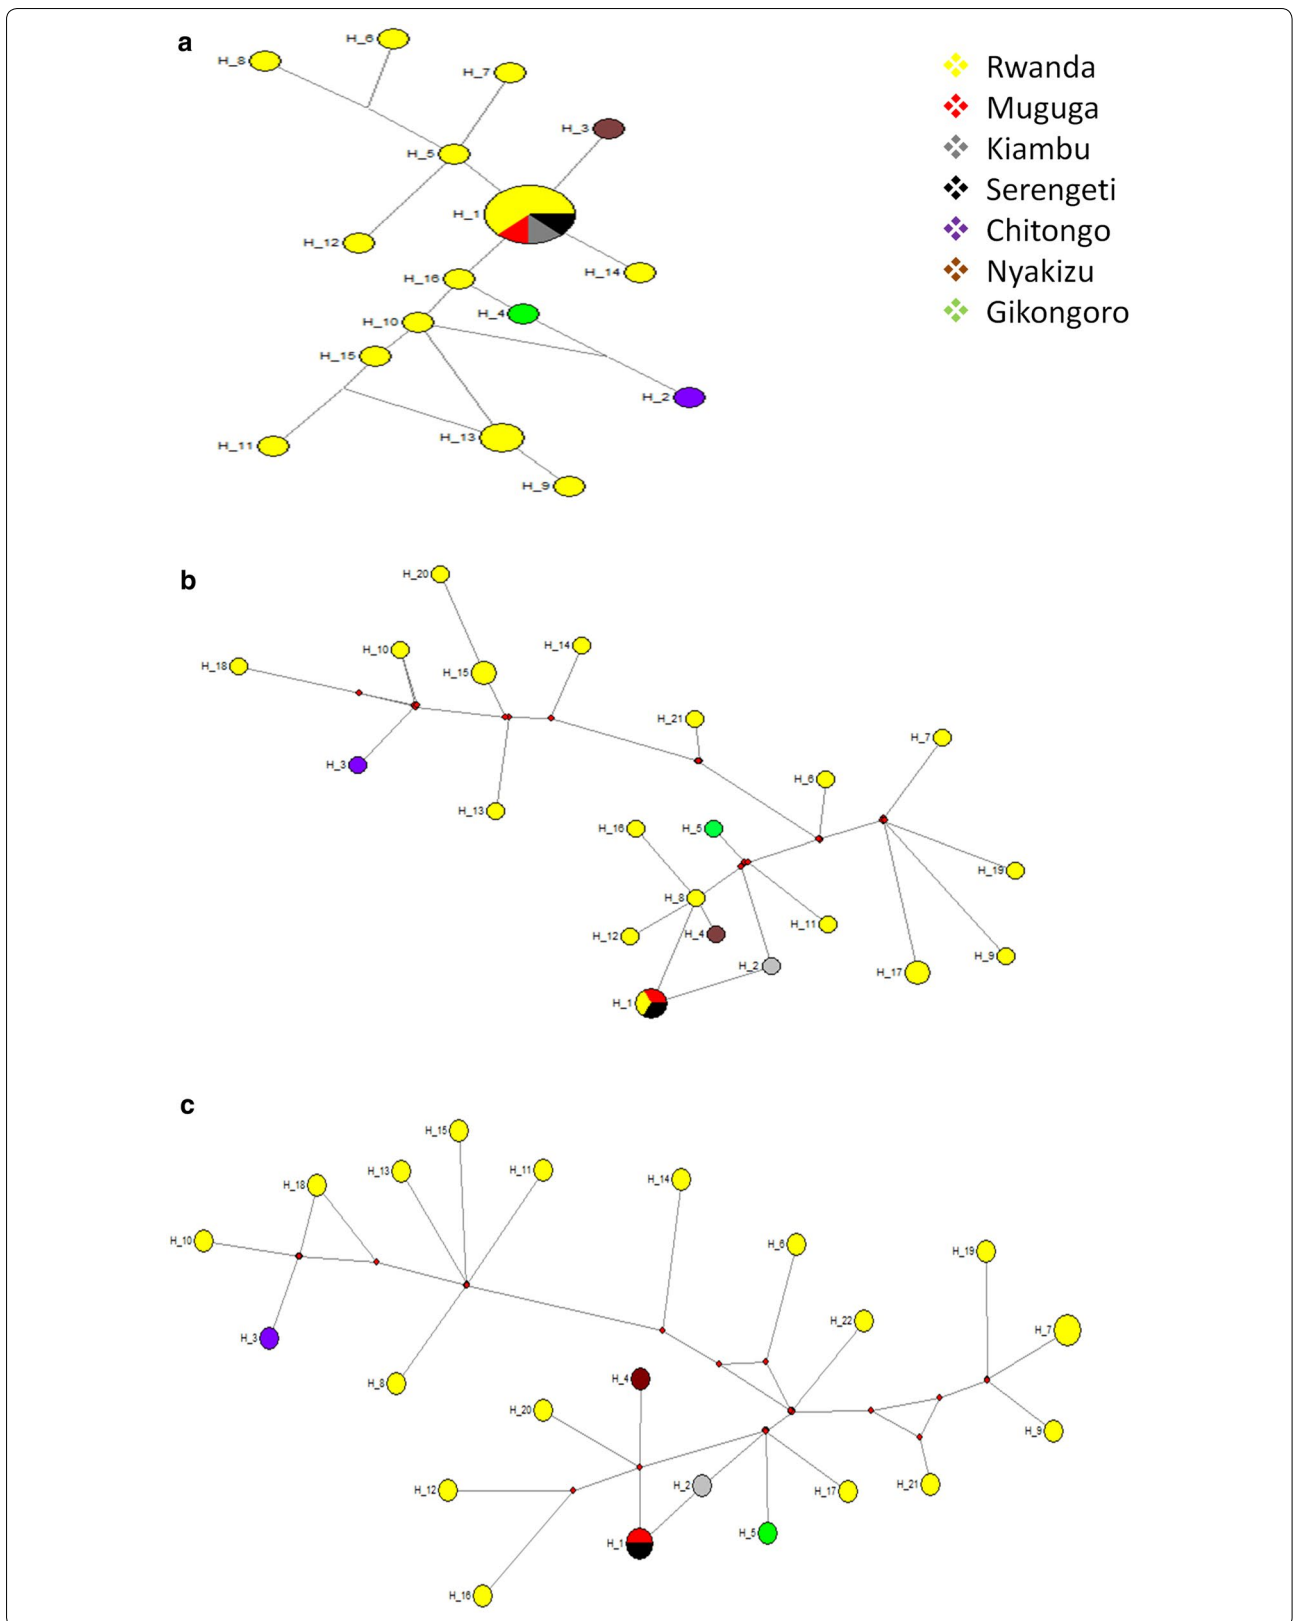 a
H_6
H_8
H_7
H_3
H_5
H_1
H_12
H_14
H_16
H_4
H_10
H_15
H_2
H_13
H_11
H_9
Rwanda
Muguga
Kiambu
Serengeti
Chitongo
Nyakizu
Gikongoro
b
H_20
H_14
H_10
H_18
H_15
H_21
H_7
H_3
H_6
H_13
H_16
H_5
H_19
H_8
H_11
H_12
H_4
H_9
H_2
H_17
H_1
c
H_15
H_13
H_11
H_14
H_18
H_10
H_6
H_19
H_22
H_7
H_3
H_4
H_8
H_20
H_9
H_21
H_2
H_12
H_17
H_5
H_1
H_16